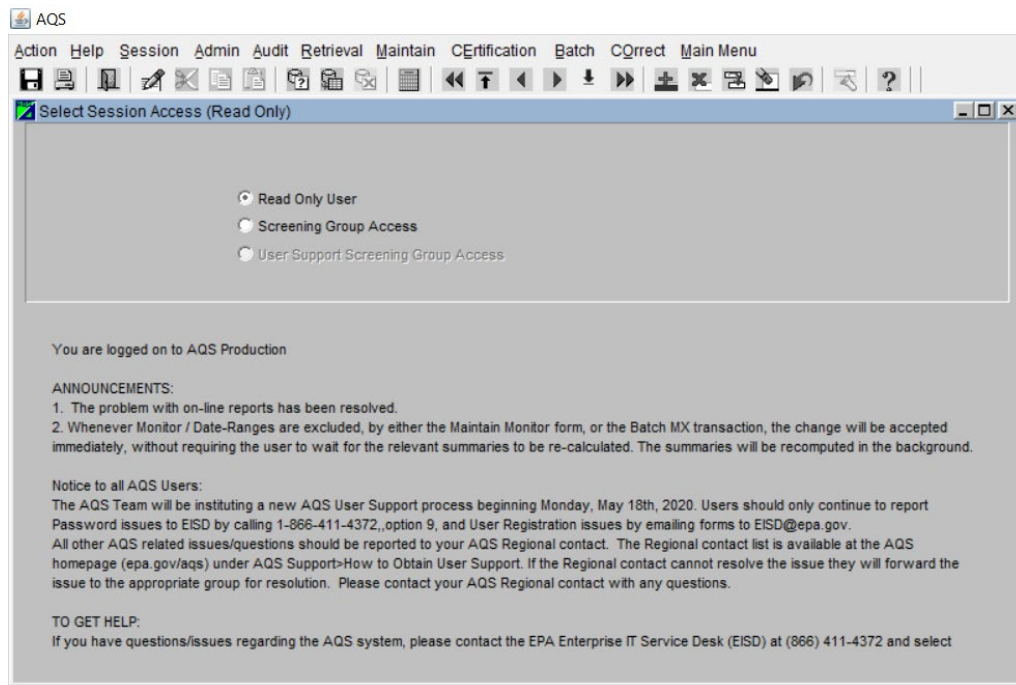 AQS
Action Help Session Admin Audit Retrieval Maintain CErtification Batch COrrect Main Menu
Select Session Access (Read Only)
Read Only User
Screening Group Access
User Support Screening Group Access
You are logged on to AQS Production
ANNOUNCEMENTS:
1. The problem with on-line reports has been resolved.
2. Whenever Monitor / Date-Ranges are excluded, by either the Maintain Monitor form, or the Batch MX transaction, the change will be accepted
immediately, without requiring the user to wait for the relevant summaries to be re-calculated. The summaries will be recomputed in the background.
Notice to all AQS Users:
The AQS Team will be instituting a new AQS User Support process beginning Monday, May 18th, 2020. Users should only continue to report
Password issues to EISD by calling 1-866-411-4372,,option 9, and User Registration issues by emailing forms to EISD@epa.gov.
All other AQS related issues/questions should be reported to your AQS Regional contact. The Regional contact list is available at the AQS
homepage (epa.gov/aqs) under AQS Support>How to Obtain User Support. If the Regional contact cannot resolve the issue they will forward the
issue to the appropriate group for resolution. Please contact your AQS Regional contact with any questions.
TO GET HELP:
If you have questions/issues regarding the AQS system, please contact the EPA Enterprise IT Service Desk (EISD) at (866) 411-4372 and select